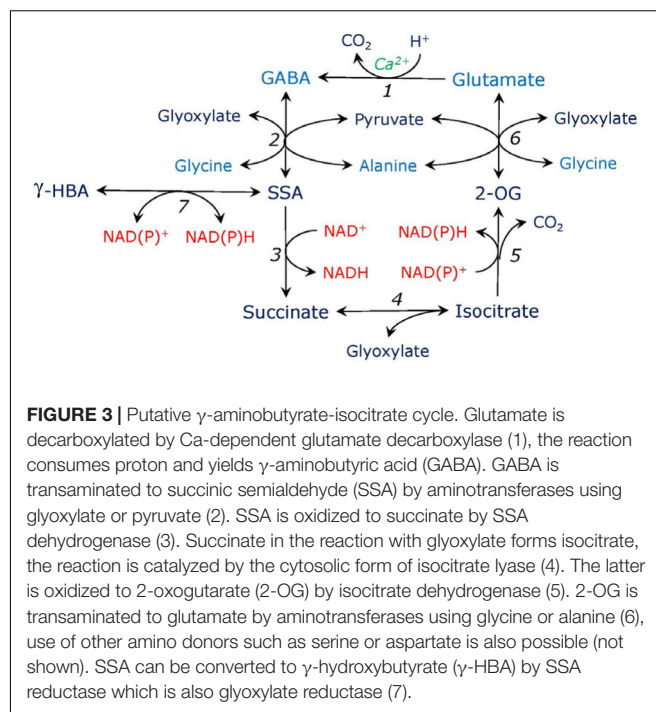 CO₂ H⁺
Ca²⁺
GABA Glutamate
1
Glyoxylate Pyruvate Glyoxylate
2 6
Glycine Alanine Glycine
γ-HBA SSA 2-OG
7 CO₂
NAD(P)⁺ NAD(P)H NAD⁺ NAD(P)H
3 5
NADH NAD(P)⁺
4
Succinate Isocitrate
Glyoxylate
FIGURE 3 | Putative γ-aminobutyrate-isocitrate cycle. Glutamate is
decarboxylated by Ca-dependent glutamate decarboxylase (1), the reaction
consumes proton and yields γ-aminobutyric acid (GABA). GABA is
transaminated to succinic semialdehyde (SSA) by aminotransferases using
glyoxylate or pyruvate (2). SSA is oxidized to succinate by SSA
dehydrogenase (3). Succinate in the reaction with glyoxylate forms isocitrate,
the reaction is catalyzed by the cytosolic form of isocitrate lyase (4). The latter
is oxidized to 2-oxogutarate (2-OG) by isocitrate dehydrogenase (5). 2-OG is
transaminated to glutamate by aminotransferases using glycine or alanine (6),
use of other amino donors such as serine or aspartate is also possible (not
shown). SSA can be converted to γ-hydroxybutyrate (γ-HBA) by SSA
reductase which is also glyoxylate reductase (7).